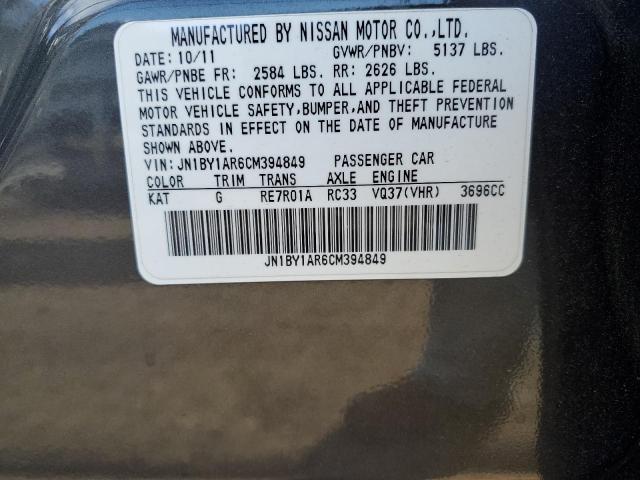 MANUFACTURED BY NISSAN MOTOR CO.,LTD.
DATE: 10/11 GVWR/PNBV: 5137 LBS.
GAWR/PNBE FR: 2584 LBS. RR: 2626 LBS.
THIS VEHICLE CONFORMS TO ALL APPLICABLE FEDERAL
MOTOR VEHICLE SAFETY,BUMPER,AND THEFT PREVENTION
STANDARDS IN EFFECT ON THE DATE OF MANUFACTURE
SHOWN ABOVE.
VIN: JN1BY1AR6CM394849 PASSENGER CAR
COLOR TRIM TRANS AXLE ENGINE
KAT G RE7R01A RC33 VQ37(VHR) 3696CC
JN1BY1AR6CM394849